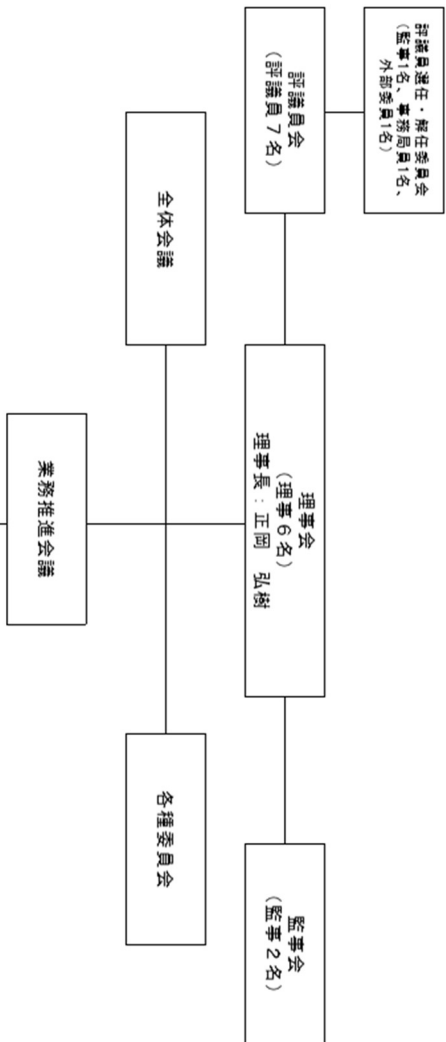 評議員選任・解任委員会
(監事1名、事務局員1名、
外部委員1名)
評議員会
(評議員7名)
理事会
(理事6名)
理事長:正岡 弘樹
監事会
(監事2名)
全体会議
各種委員会
業務推進会議